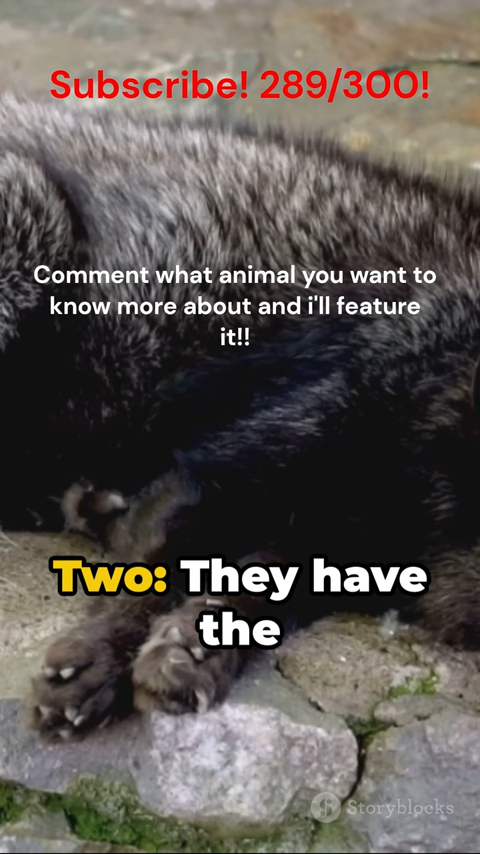 Subscribe! 289/300!
Comment what animal you want to
know more about and i'll feature
it!!
Two: They have
the
Storyblocks